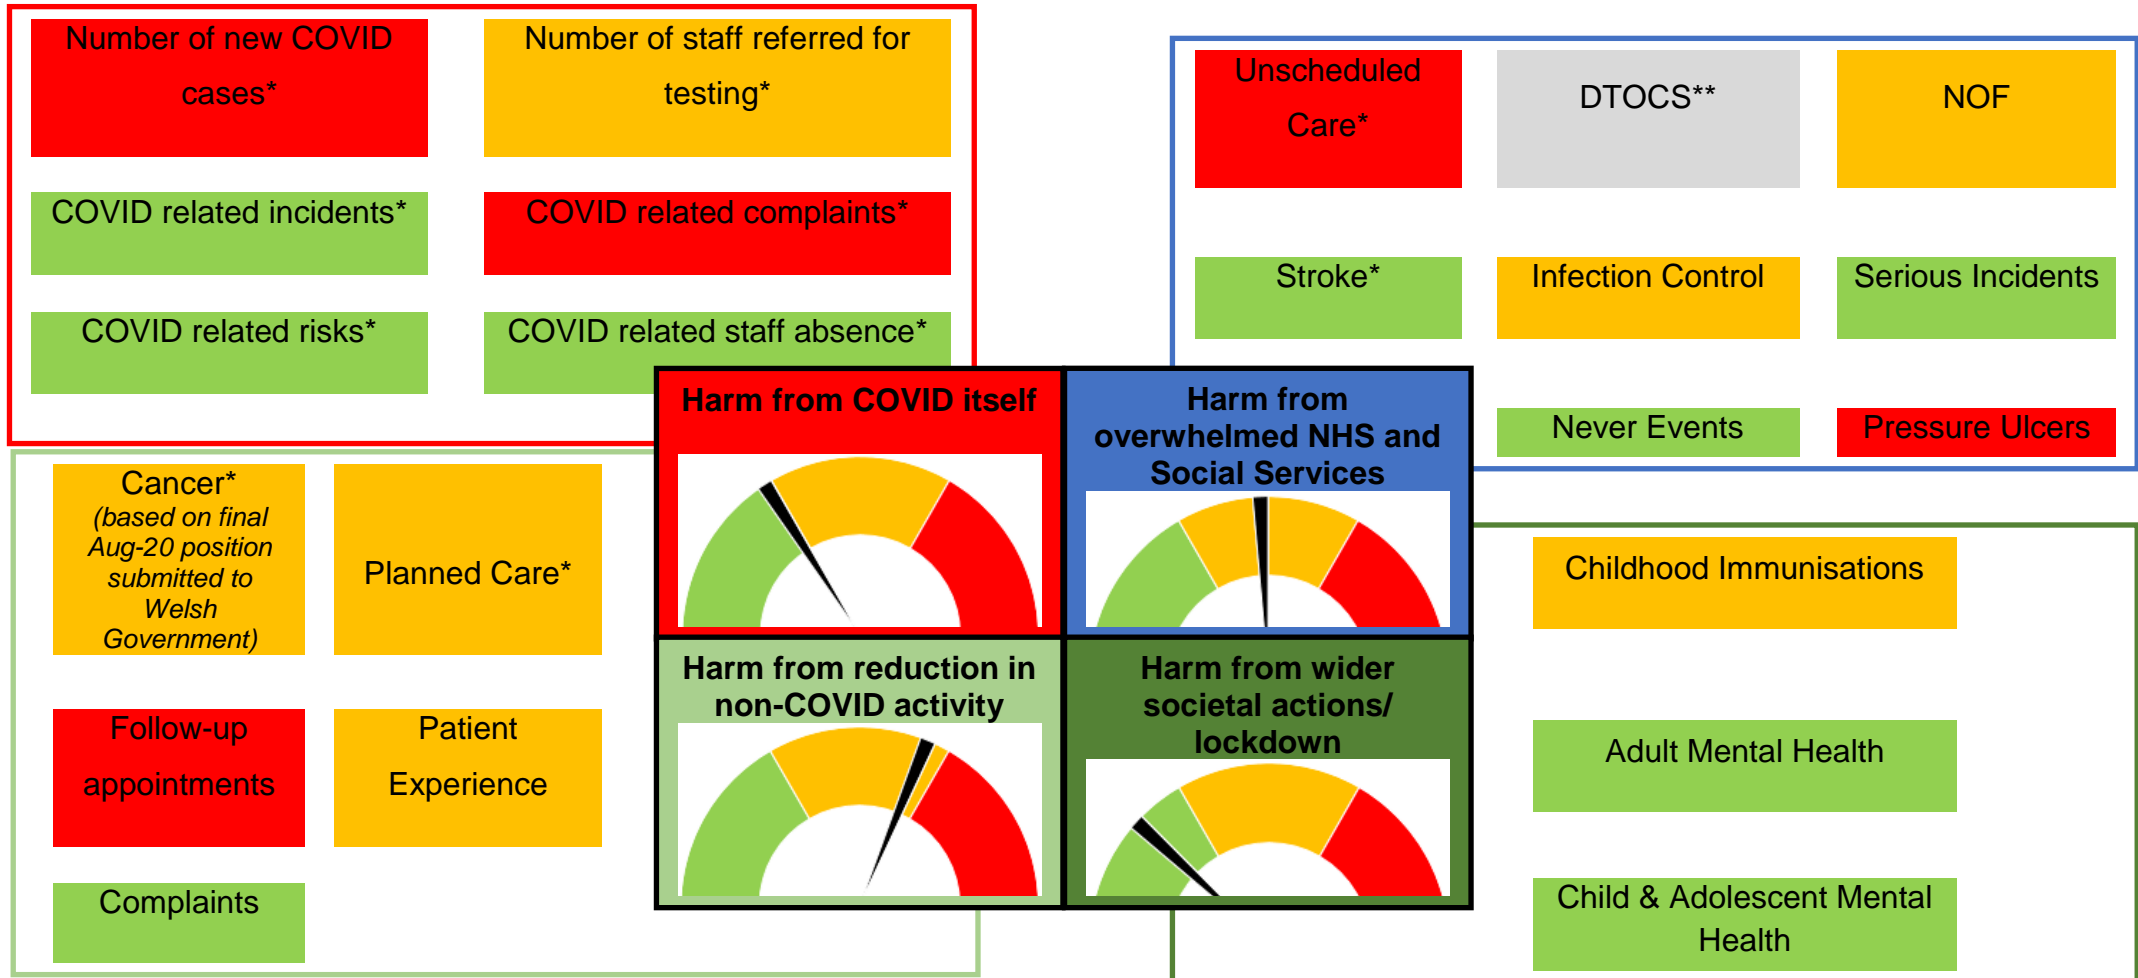 Number of new COVID
cases*
Number of staff referred for
testing*
COVID related incidents*
COVID related complaints*
COVID related risks*
COVID related staff absence*
Unscheduled
Care*
DTOCS**
NOF
Stroke*
Infection Control
Serious Incidents
Never Events
Pressure Ulcers
Harm from COVID itself
Harm from
overwhelmed NHS and
Social Services
Cancer*
(based on final
Aug-20 position
submitted to
Welsh
Government)
Planned Care*
Follow-up
appointments
Patient
Experience
Complaints
Harm from reduction in
non-COVID activity
Harm from wider
societal actions/
lockdown
Childhood Immunisations
Adult Mental Health
Child & Adolescent Mental
Health